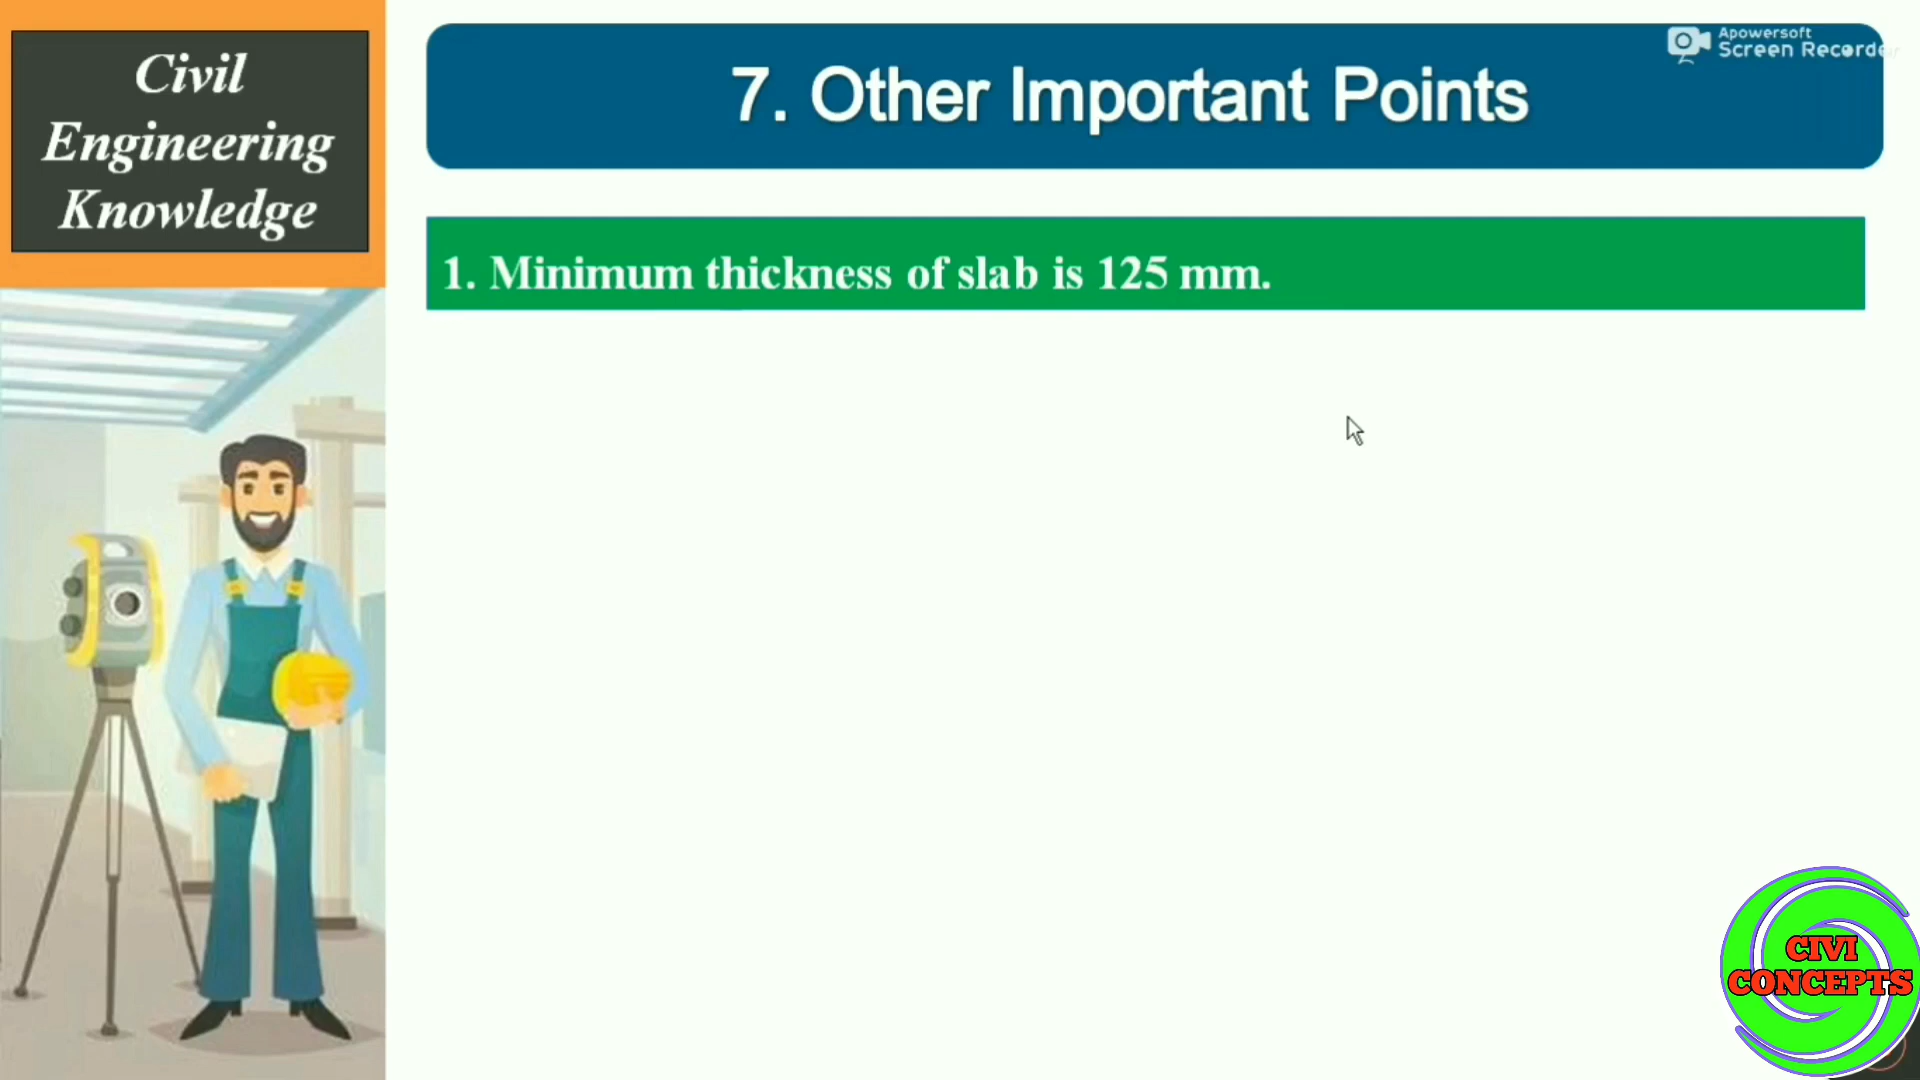 Civil
Engineering
Knowledge
7. Other Important Points
Apowersoft
Screen Recorder
1. Minimum thickness of slab is 125 mm.
CIVI
CONCEPTS